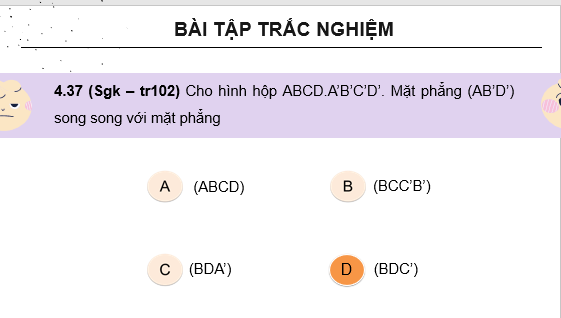 BÀI TẬP TRẮC NGHIỆM
4.37 (Sgk – tr102) Cho hình hộp ABCD.A’B’C’D’. Mặt phẳng (AB’D’)
song song với mặt phẳng
A (ABCD)
B (BCC’B’)
C (BDA’)
D (BDC’)